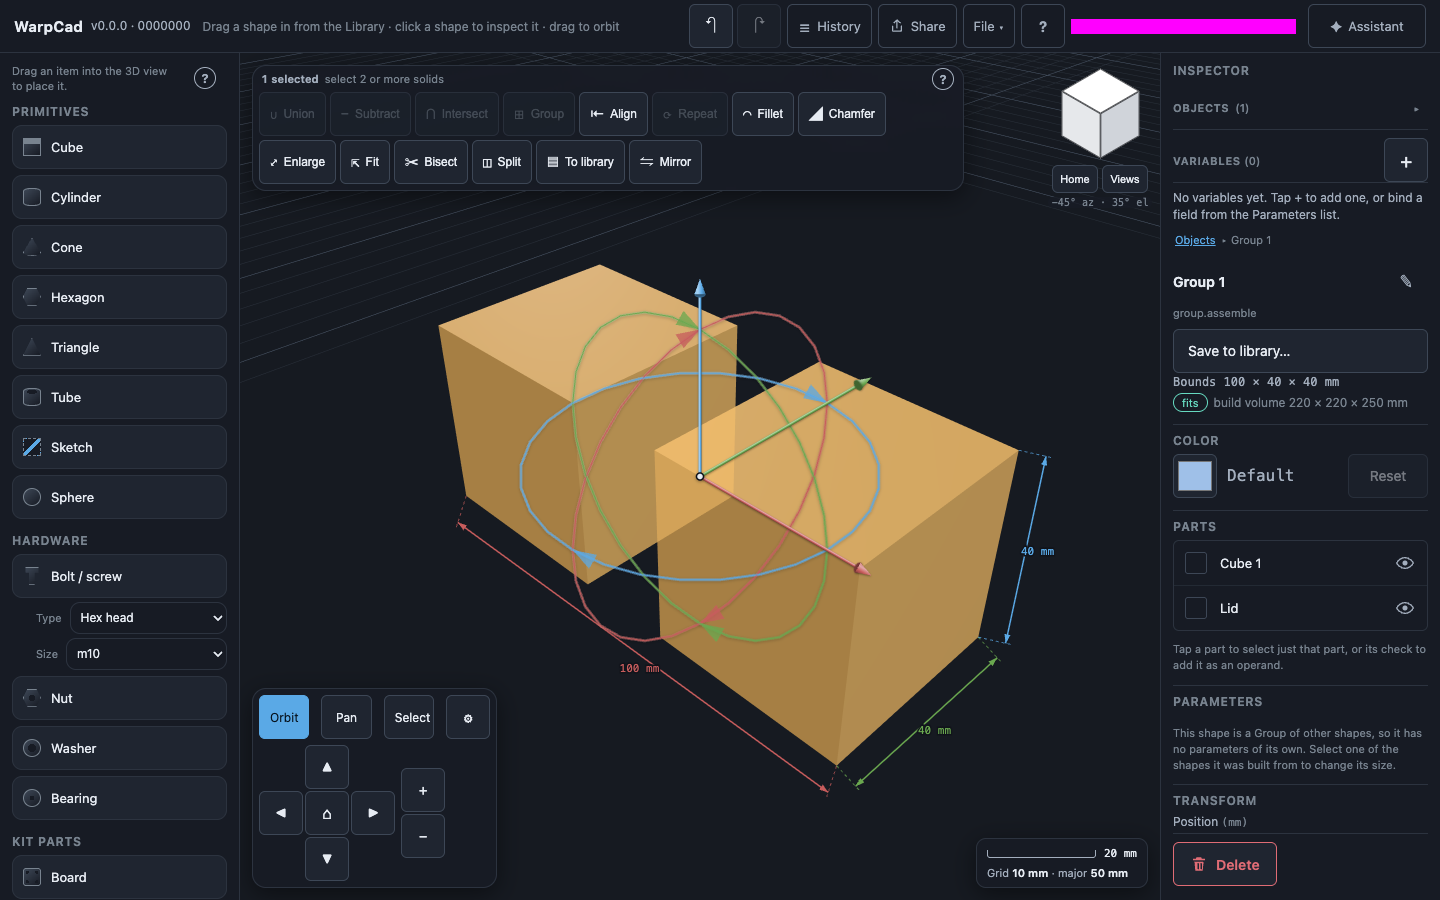 WarpCad v0.0.0 · 0000000 Drag a shape in from the Library · click a shape to inspect it · drag to orbit
History
Share
File
?
Assistant
Drag an item into the 3D view
to place it.
?
PRIMITIVES
Cube
Cylinder
Cone
Hexagon
Triangle
Tube
Sketch
Sphere
HARDWARE
Bolt / screw
Type Hex head
Size m10
Nut
Washer
Bearing
KIT PARTS
Board
1 selected select 2 or more solids
?
Union
Subtract
Intersect
Group
Align
Repeat
Fillet
Chamfer
Enlarge
Fit
Bisect
Split
To library
Mirror
Home
Views
−45° az · 35° el
40 mm
100 mm
40 mm
Orbit
Pan
Select
+
−
20 mm
Grid 10 mm · major 50 mm
INSPECTOR
OBJECTS (1)
VARIABLES (0)
+
No variables yet. Tap + to add one, or bind a
field from the Parameters list.
Objects ▸ Group 1
Group 1
group.assemble
Save to library...
Bounds 100 × 40 × 40 mm
fits build volume 220 × 220 × 250 mm
COLOR
Default
Reset
PARTS
Cube 1
Lid
Tap a part to select just that part, or its check to
add it as an operand.
PARAMETERS
This shape is a Group of other shapes, so it has
no parameters of its own. Select one of the
shapes it was built from to change its size.
TRANSFORM
Position (mm)
Delete